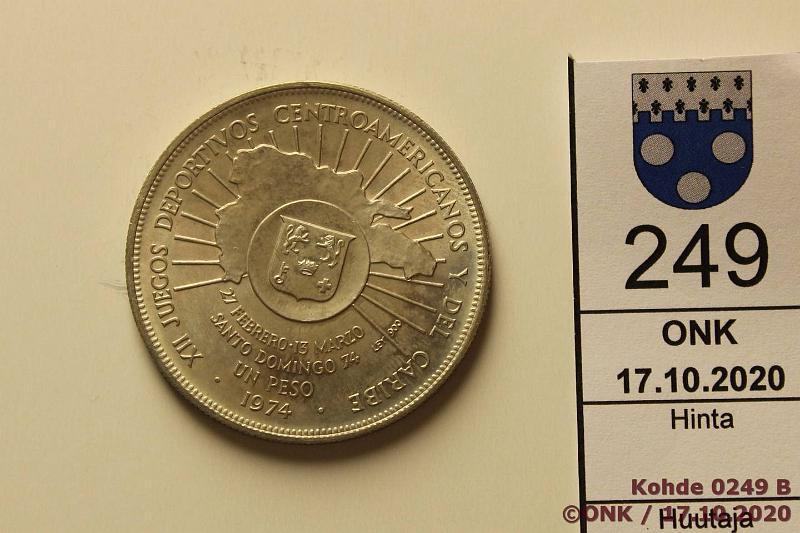 XII JUEGOS DEPORTIVOS CENTROAMERICANOS Y DEL CARIBE
21 FEBRERO · 13 MARZO
SANTO DOMINGO 74
UN PESO
· 1974 ·
249
ONK
17.10.2020
Hinta
Kohde 0249 B
©ONK / 17.10.2020
Huutaja